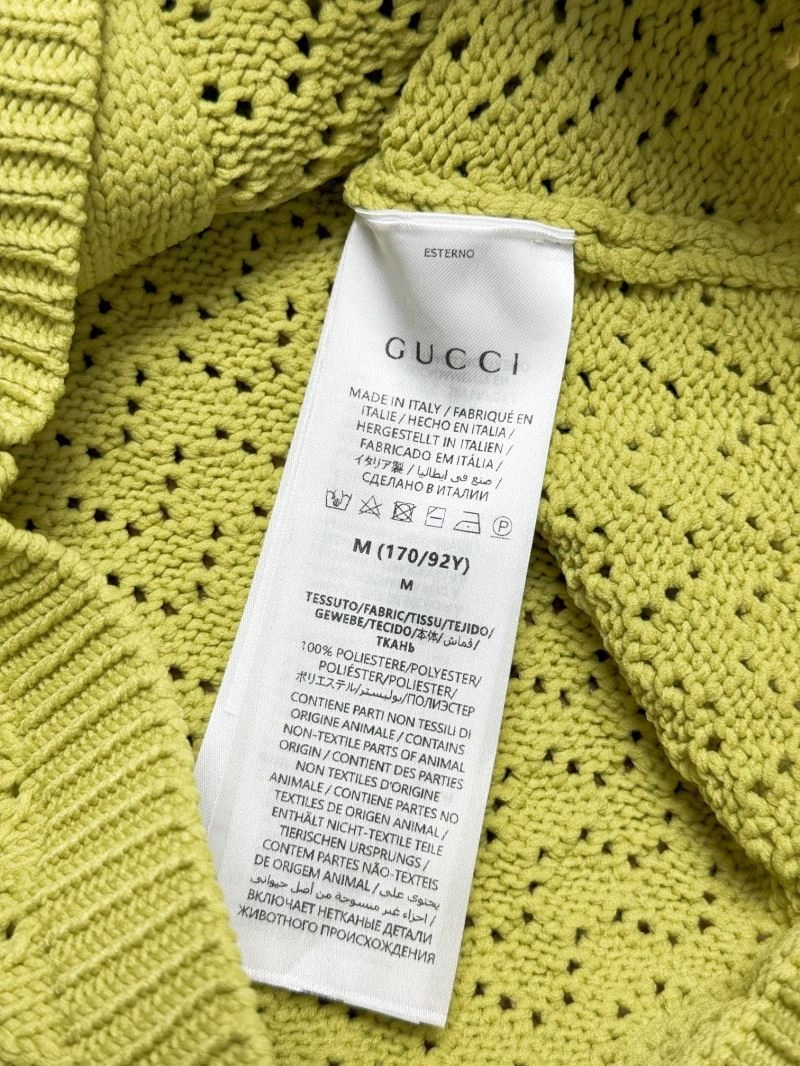 ESTERNO
GUCCI
MADE IN ITALY / FABRIQUÉ EN
ITALIE / HECHO EN ITALIA /
HERGESTELLT IN ITALIEN /
FABRICADO EM ITÁLIA /
イタリア製 / صنع في ايطاليا /
СДЕЛАНО В ИТАЛИИ
P
M (170/92Y)
M
TESSUTO/FABRIC/TISSU/TEJIDO/
GEWEBE/TECIDO/本体/قماش/
ТКАНЬ
100% POLIESTERE/POLYESTER/
POLIÉSTER/POLIESTER/
ポリエステル/بوليستر/ПОЛИЭСТЕР
CONTIENE PARTI NON TESSILI DI
ORIGINE ANIMALE / CONTAINS
NON-TEXTILE PARTS OF ANIMAL
ORIGIN / CONTIENT DES PARTIES
NON TEXTILES D'ORIGINE
ANIMALE / CONTIENE PARTES NO
TEXTILES DE ORIGEN ANIMAL /
ENTHÄLT NICHT-TEXTILE TEILE
TIERISCHEN URSPRUNGS /
CONTEM PARTES NÃO-TEXTEIS
DE ORIGEM ANIMAL / يحتوي على
/ اجزاء غير منسوجة من أصل حيواني
ВКЛЮЧАЕТ НЕТКАНЫЕ ДЕТАЛИ
ЖИВОТНОГО ПРОИСХОЖДЕНИЯ